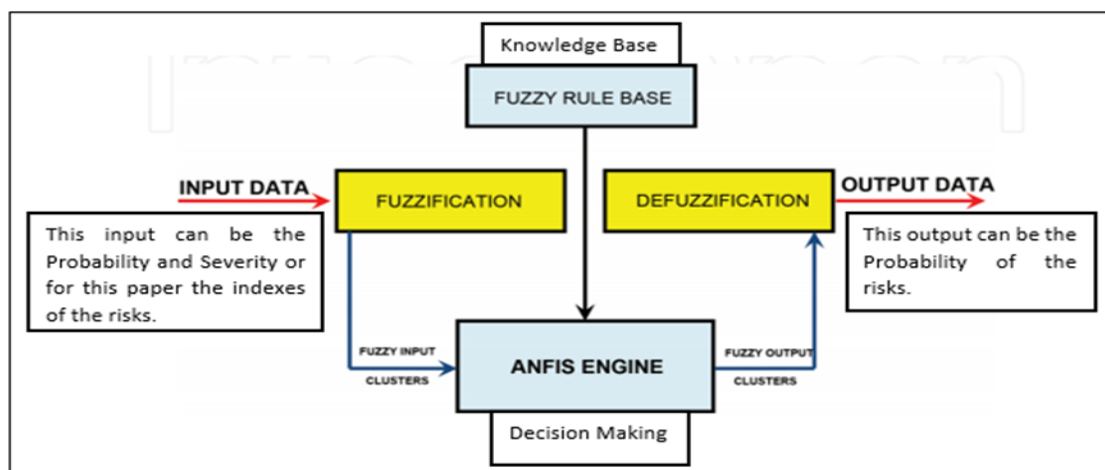 Knowledge Base
FUZZY RULE BASE
INPUT DATA
FUZZIFICATION
DEFUZZIFICATION
OUTPUT DATA
This input can be the
Probability and Severity or
for this paper the indexes
of the risks.
This output can be the
Probability of the
risks.
FUZZY INPUT
CLUSTERS
ANFIS ENGINE
FUZZY OUTPUT
CLUSTERS
Decision Making